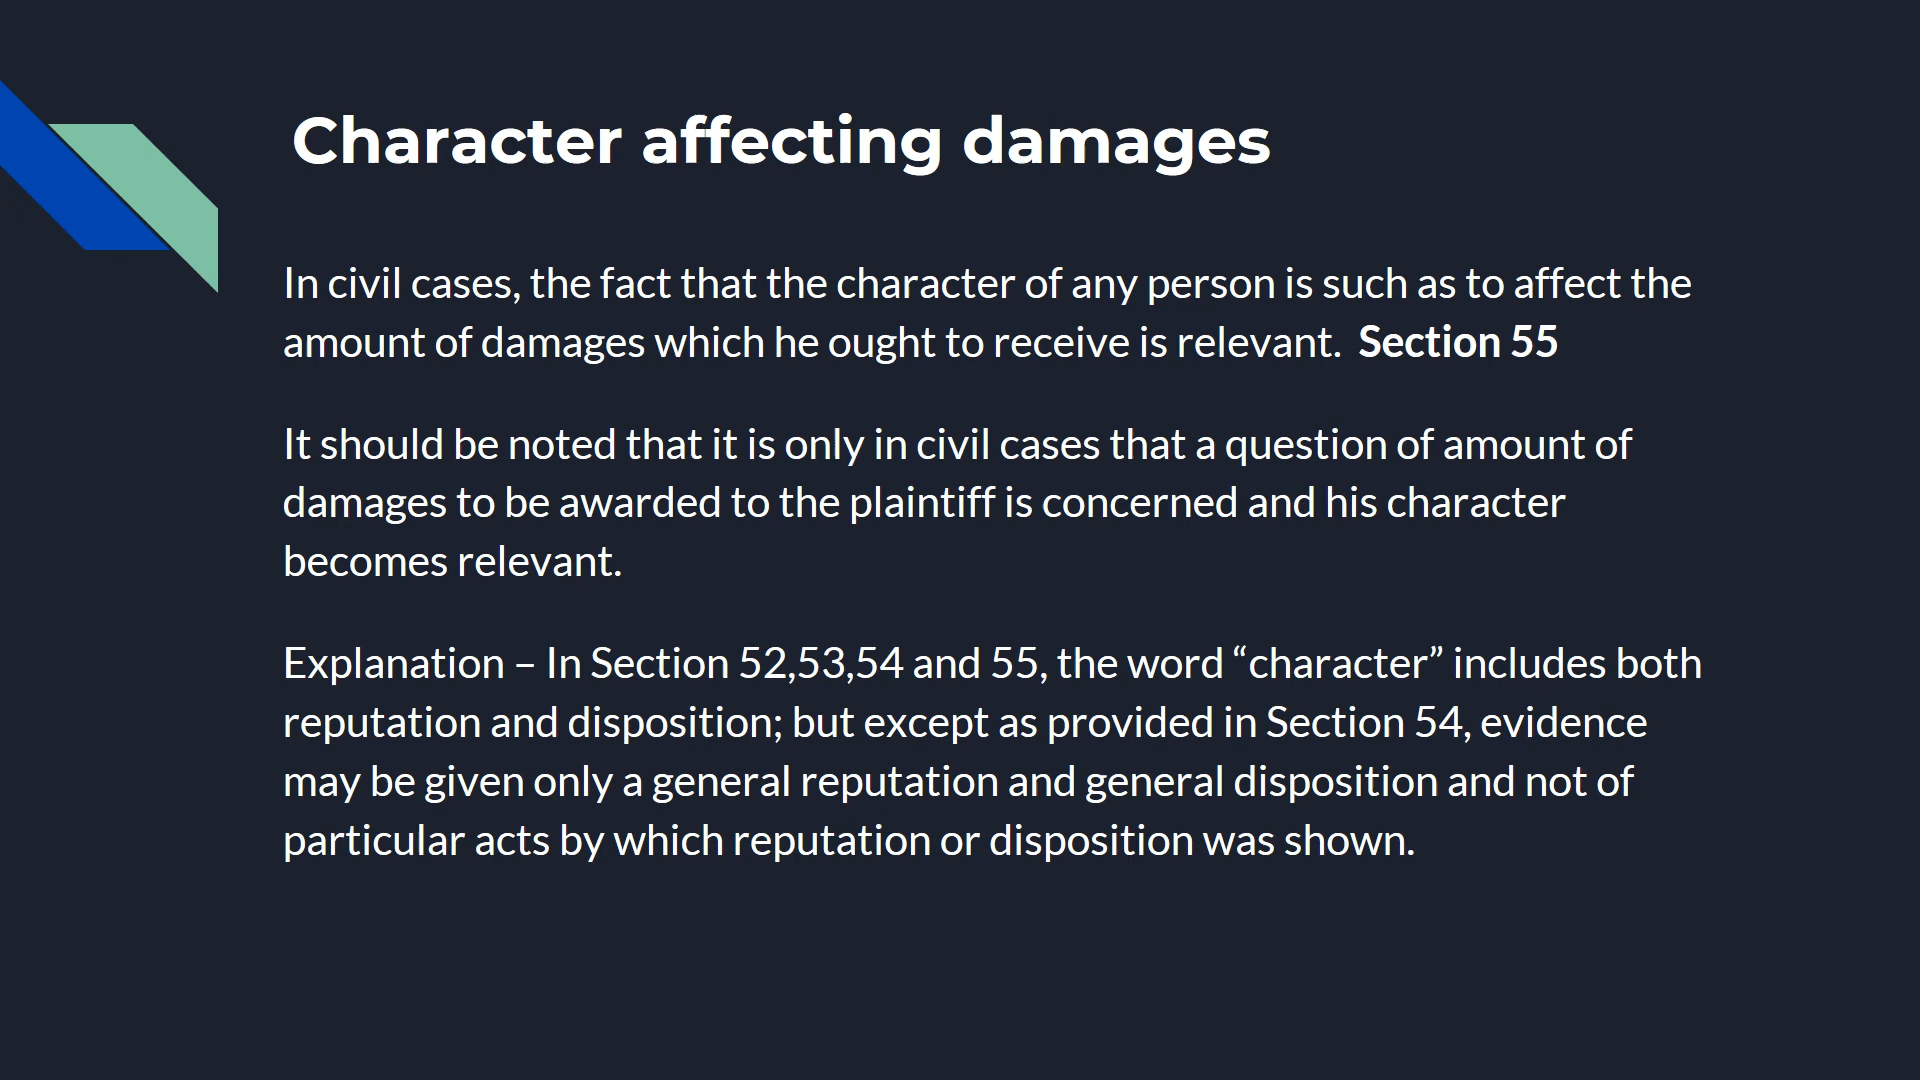 Character affecting damages
In civil cases, the fact that the character of any person is such as to affect the
amount of damages which he ought to receive is relevant.  Section 55
It should be noted that it is only in civil cases that a question of amount of
damages to be awarded to the plaintiff is concerned and his character
becomes relevant.
Explanation – In Section 52,53,54 and 55, the word “character” includes both
reputation and disposition; but except as provided in Section 54, evidence
may be given only a general reputation and general disposition and not of
particular acts by which reputation or disposition was shown.